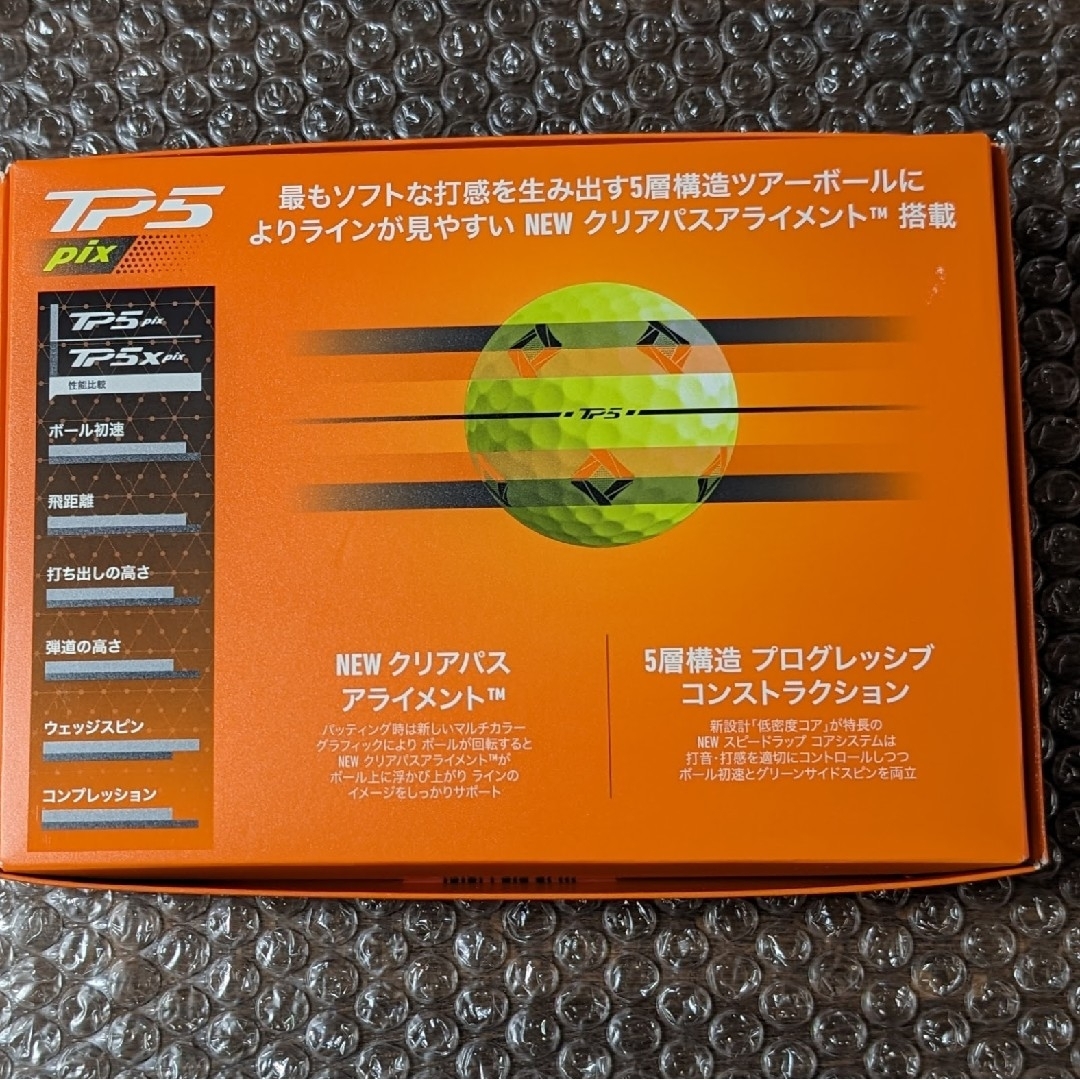 TP5
pix
最もソフトな打感を生み出す5層構造ツアーボールに
よりラインが見やすい NEW クリアパスアライメント™ 搭載
TP5 pix
TP5x pix
性能比較
ボール初速
飛距離
打ち出しの高さ
弾道の高さ
ウェッジスピン
コンプレッション
TP5
NEW クリアパス
アライメント™
パッティング時は新しいマルチカラー
グラフィックにより ボールが回転すると
NEW クリアパスアライメント™が
ボール上に浮かび上がり ラインの
イメージをしっかりサポート
5層構造 プログレッシブ
コンストラクション
新設計「低密度コア」が特長の
NEW スピードラップ コアシステムは
打音・打感を適切にコントロールしつつ
ボール初速とグリーンサイドスピンを両立